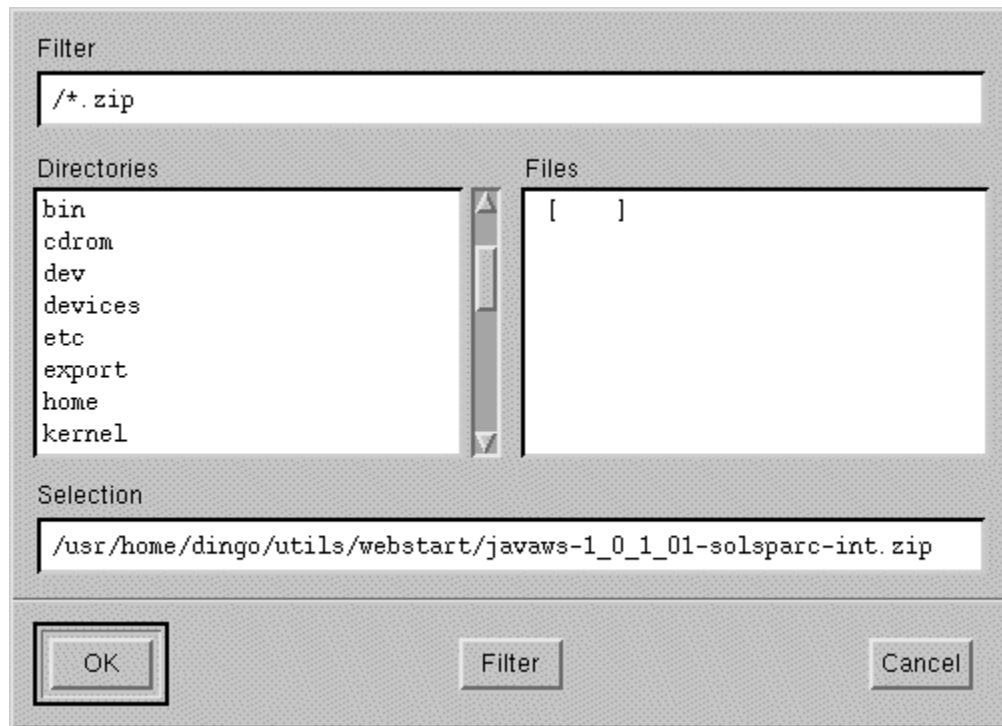 Filter
/*.zip
Directories
Files
bin
[    ]
cdrom
dev
devices
etc
export
home
kernel
Selection
/usr/home/dingo/utils/webstart/javaws-1_0_1_01-solsparc-int.zip
OK
Filter
Cancel